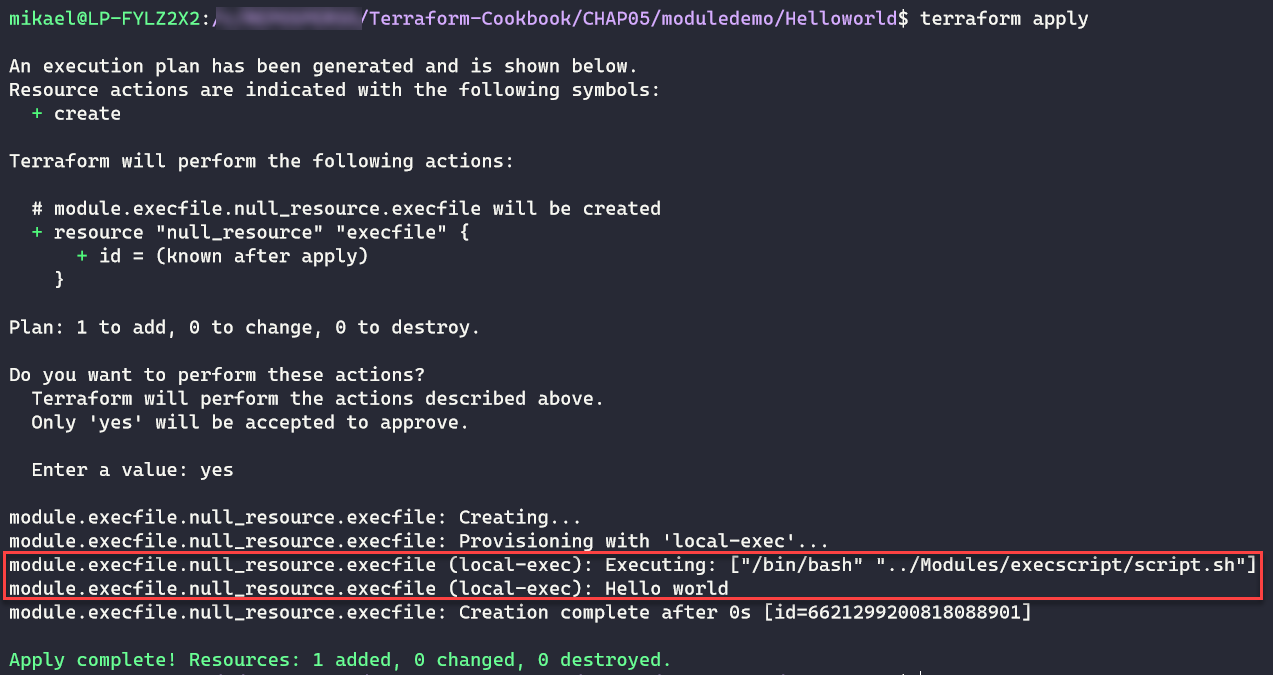 mikael@LP-FYLZ2X2:/ /Terraform-Cookbook/CHAP05/moduledemo/Helloworld$ terraform apply
An execution plan has been generated and is shown below.
Resource actions are indicated with the following symbols:
+ create
Terraform will perform the following actions:
# module.execfile.null_resource.execfile will be created
+ resource "null_resource" "execfile" {
+ id = (known after apply)
}
Plan: 1 to add, 0 to change, 0 to destroy.
Do you want to perform these actions?
Terraform will perform the actions described above.
Only 'yes' will be accepted to approve.
Enter a value: yes
module.execfile.null_resource.execfile: Creating...
module.execfile.null_resource.execfile: Provisioning with 'local-exec'...
module.execfile.null_resource.execfile (local-exec): Executing: ["/bin/bash" "../Modules/execscript/script.sh"]
module.execfile.null_resource.execfile (local-exec): Hello world
module.execfile.null_resource.execfile: Creation complete after 0s [id=6621299200818088901]
Apply complete! Resources: 1 added, 0 changed, 0 destroyed.